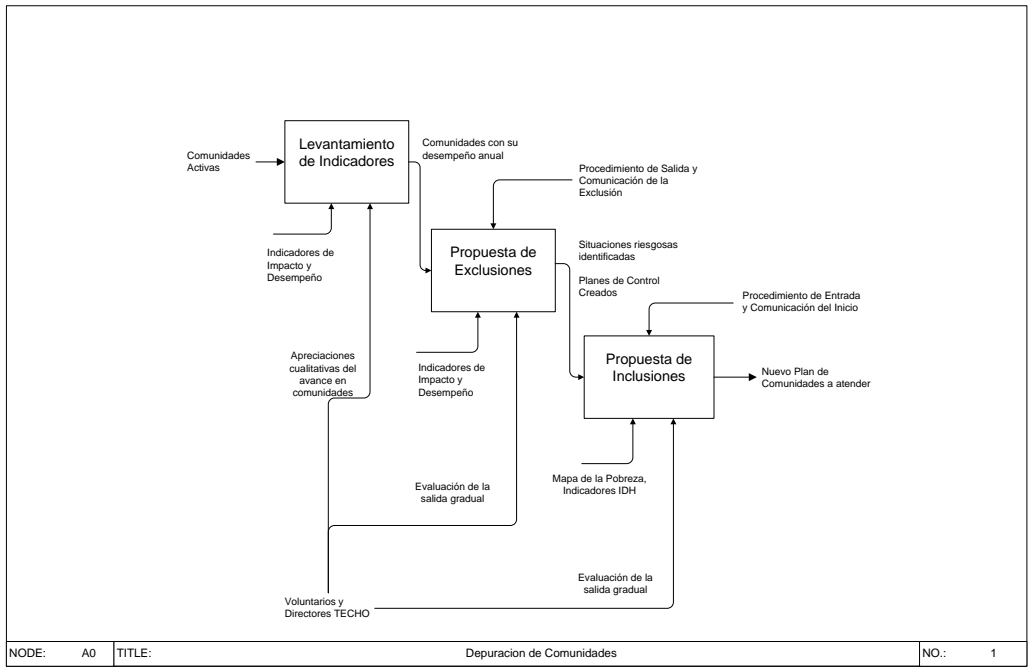 Levantamiento
de Indicadores
Comunidades
Activas
Comunidades con su
desempeño anual
Procedimiento de Salida y
Comunicación de la
Exclusión
Indicadores de
Impacto y
Desempeño
Propuesta de
Exclusiones
Situaciones riesgosas
identificadas
Planes de Control
Creados
Procedimiento de Entrada
y Comunicación del Inicio
Apreciaciones
cualitativas del
avance en
comunidades
Indicadores de
Impacto y
Desempeño
Propuesta de
Inclusiones
Nuevo Plan de
Comunidades a atender
Evaluación de la
salida gradual
Mapa de la Pobreza,
Indicadores IDH
Evaluación de la
salida gradual
Voluntarios y
Directores TECHO
NODE: A0 TITLE: Depuracion de Comunidades NO.: 1